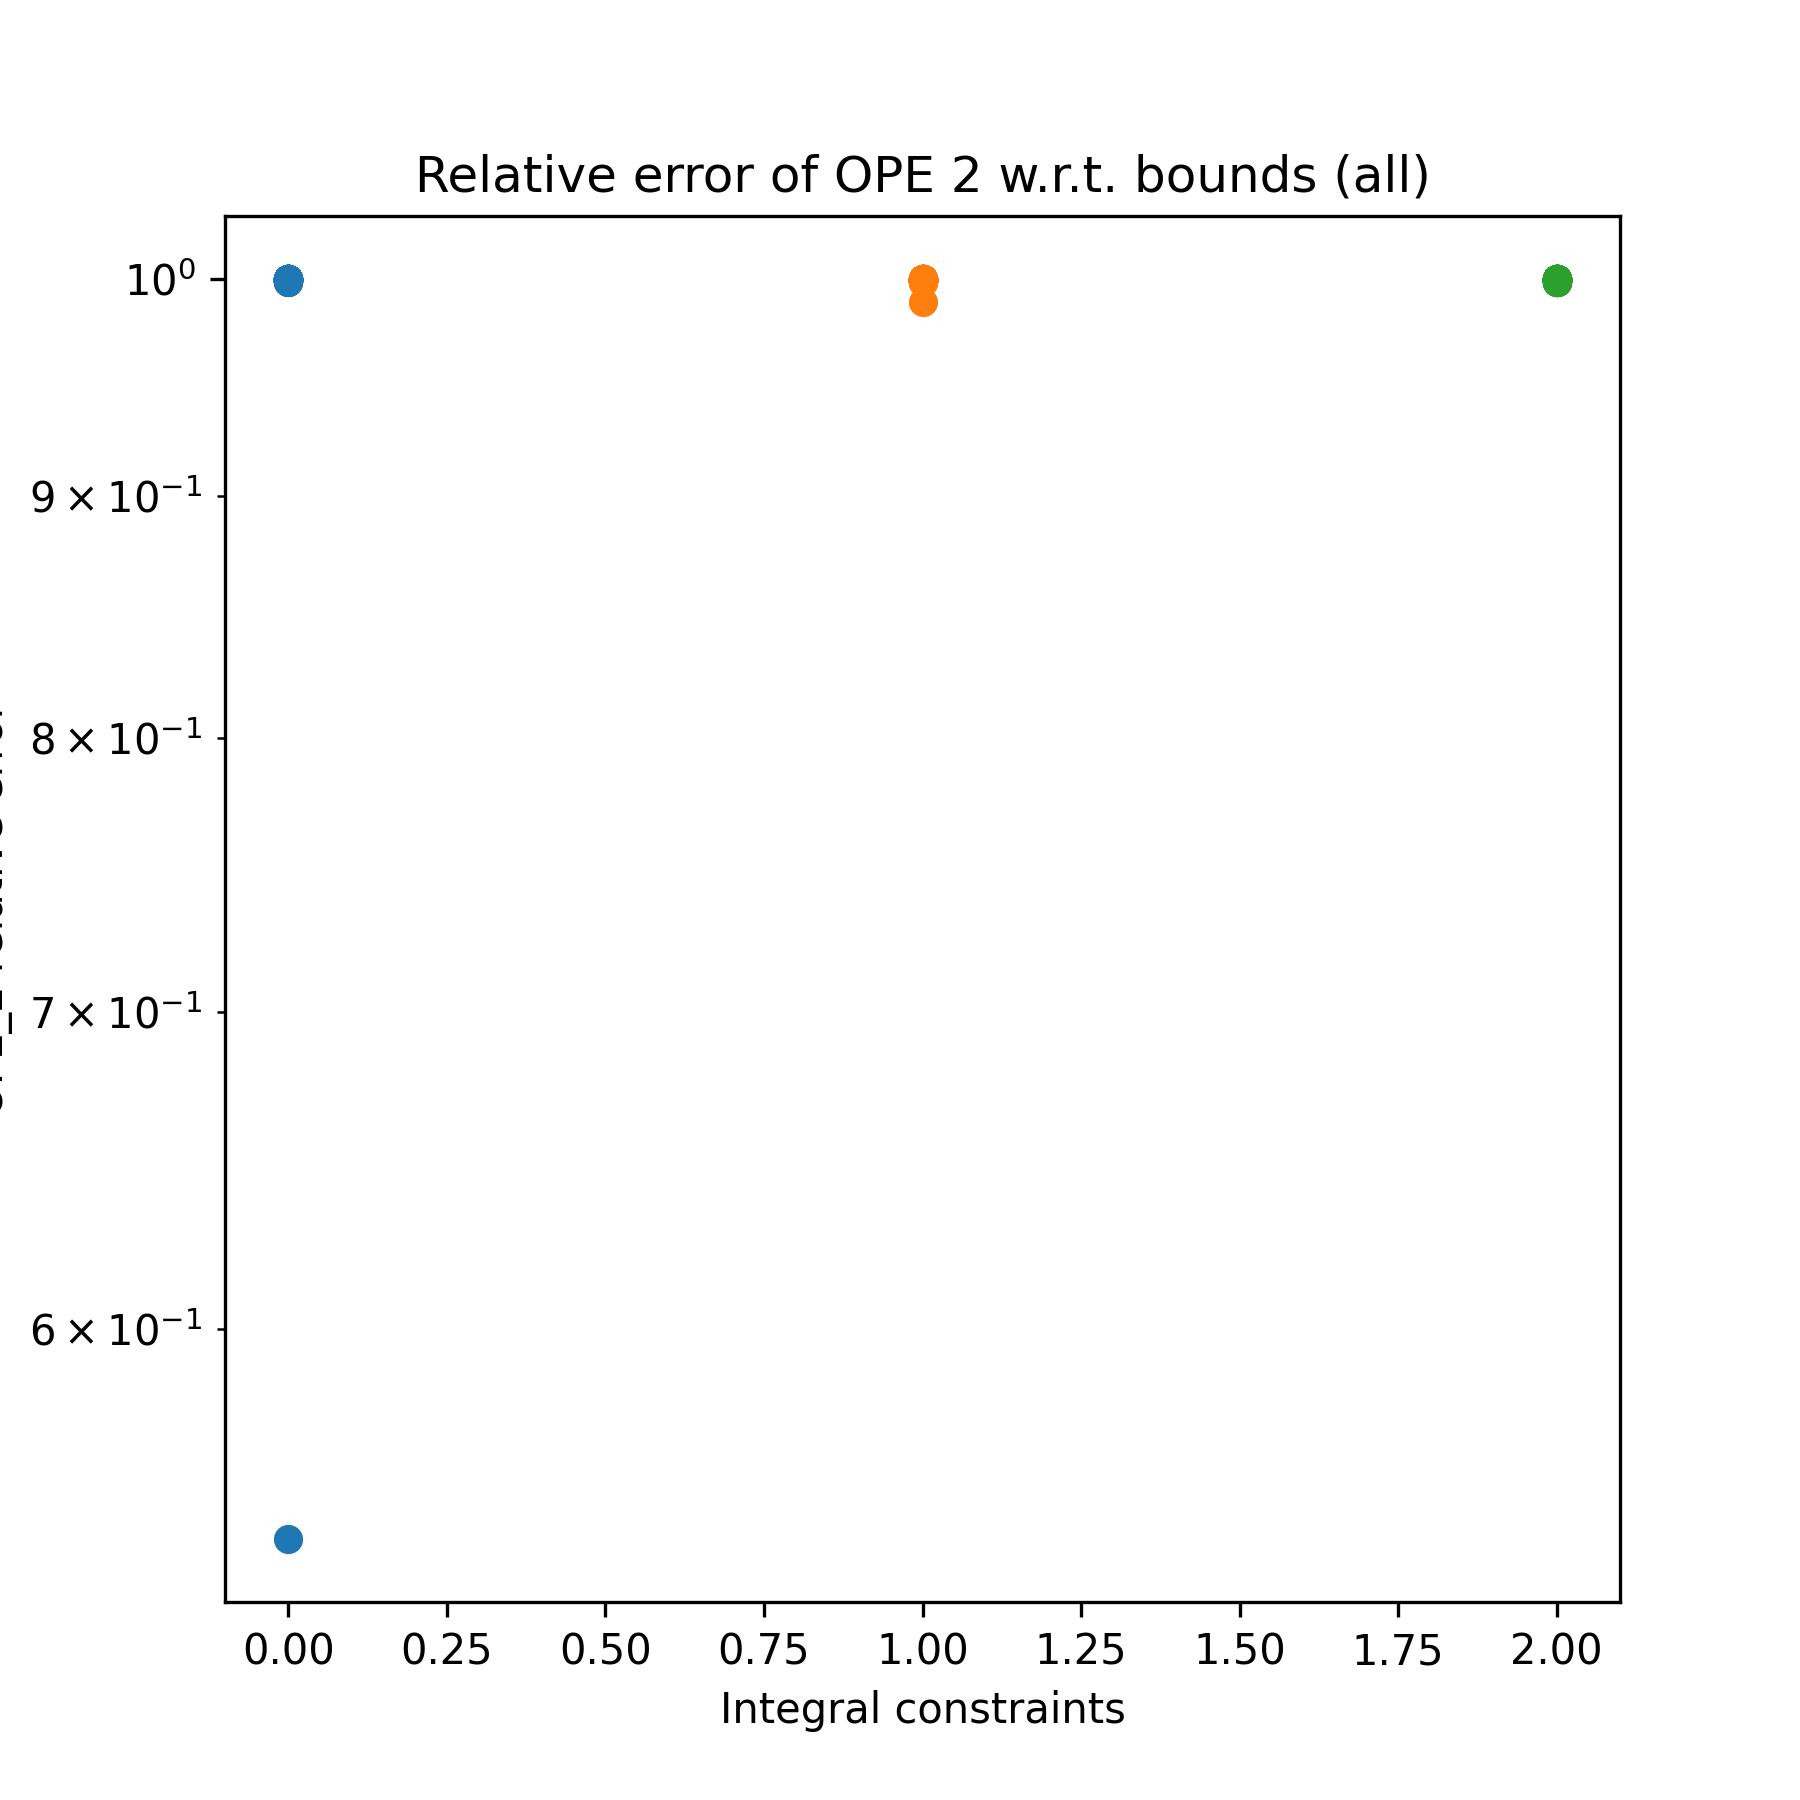 Relative error of OPE 2 w.r.t. bounds (all)
10⁰
9 × 10⁻¹
8 × 10⁻¹
7 × 10⁻¹
6 × 10⁻¹
0.00 0.25 0.50 0.75 1.00 1.25 1.50 1.75 2.00
Integral constraints